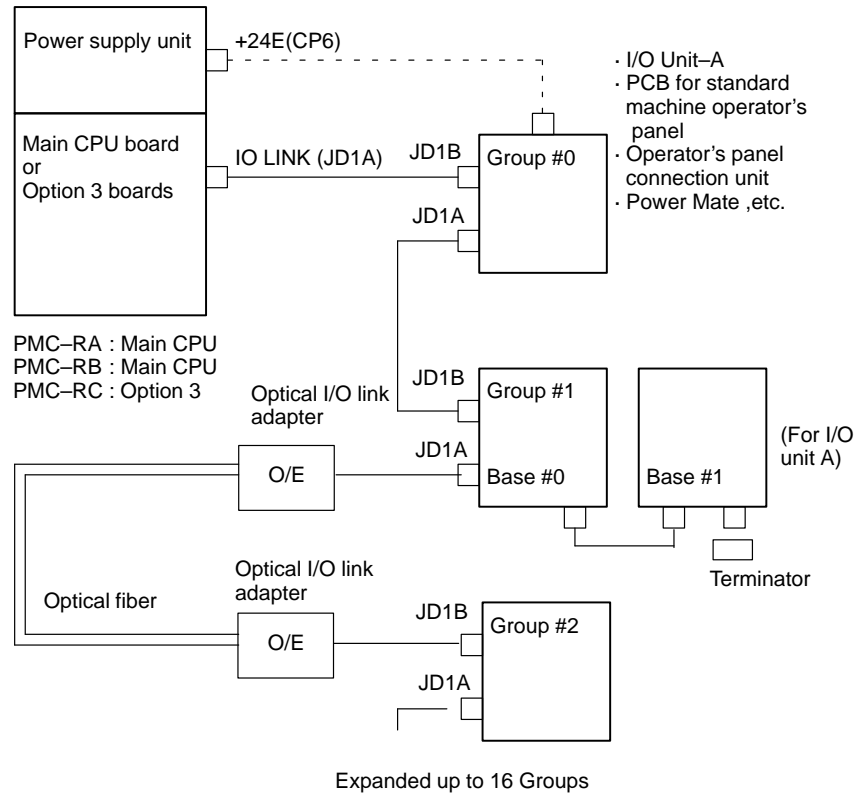 Power supply unit
+24E(CP6)
· I/O Unit–A
· PCB for standard
machine operator's
panel
· Operator's panel
connection unit
· Power Mate ,etc.
Main CPU board
or
Option 3 boards
IO LINK (JD1A)
JD1B
Group #0
JD1A
PMC–RA : Main CPU
PMC–RB : Main CPU
PMC–RC : Option 3
JD1B
Group #1
Optical I/O link
adapter
JD1A
O/E
Base #0
Base #1
(For I/O
unit A)
Terminator
Optical fiber
Optical I/O link
adapter
O/E
JD1B
Group #2
JD1A
Expanded up to 16 Groups